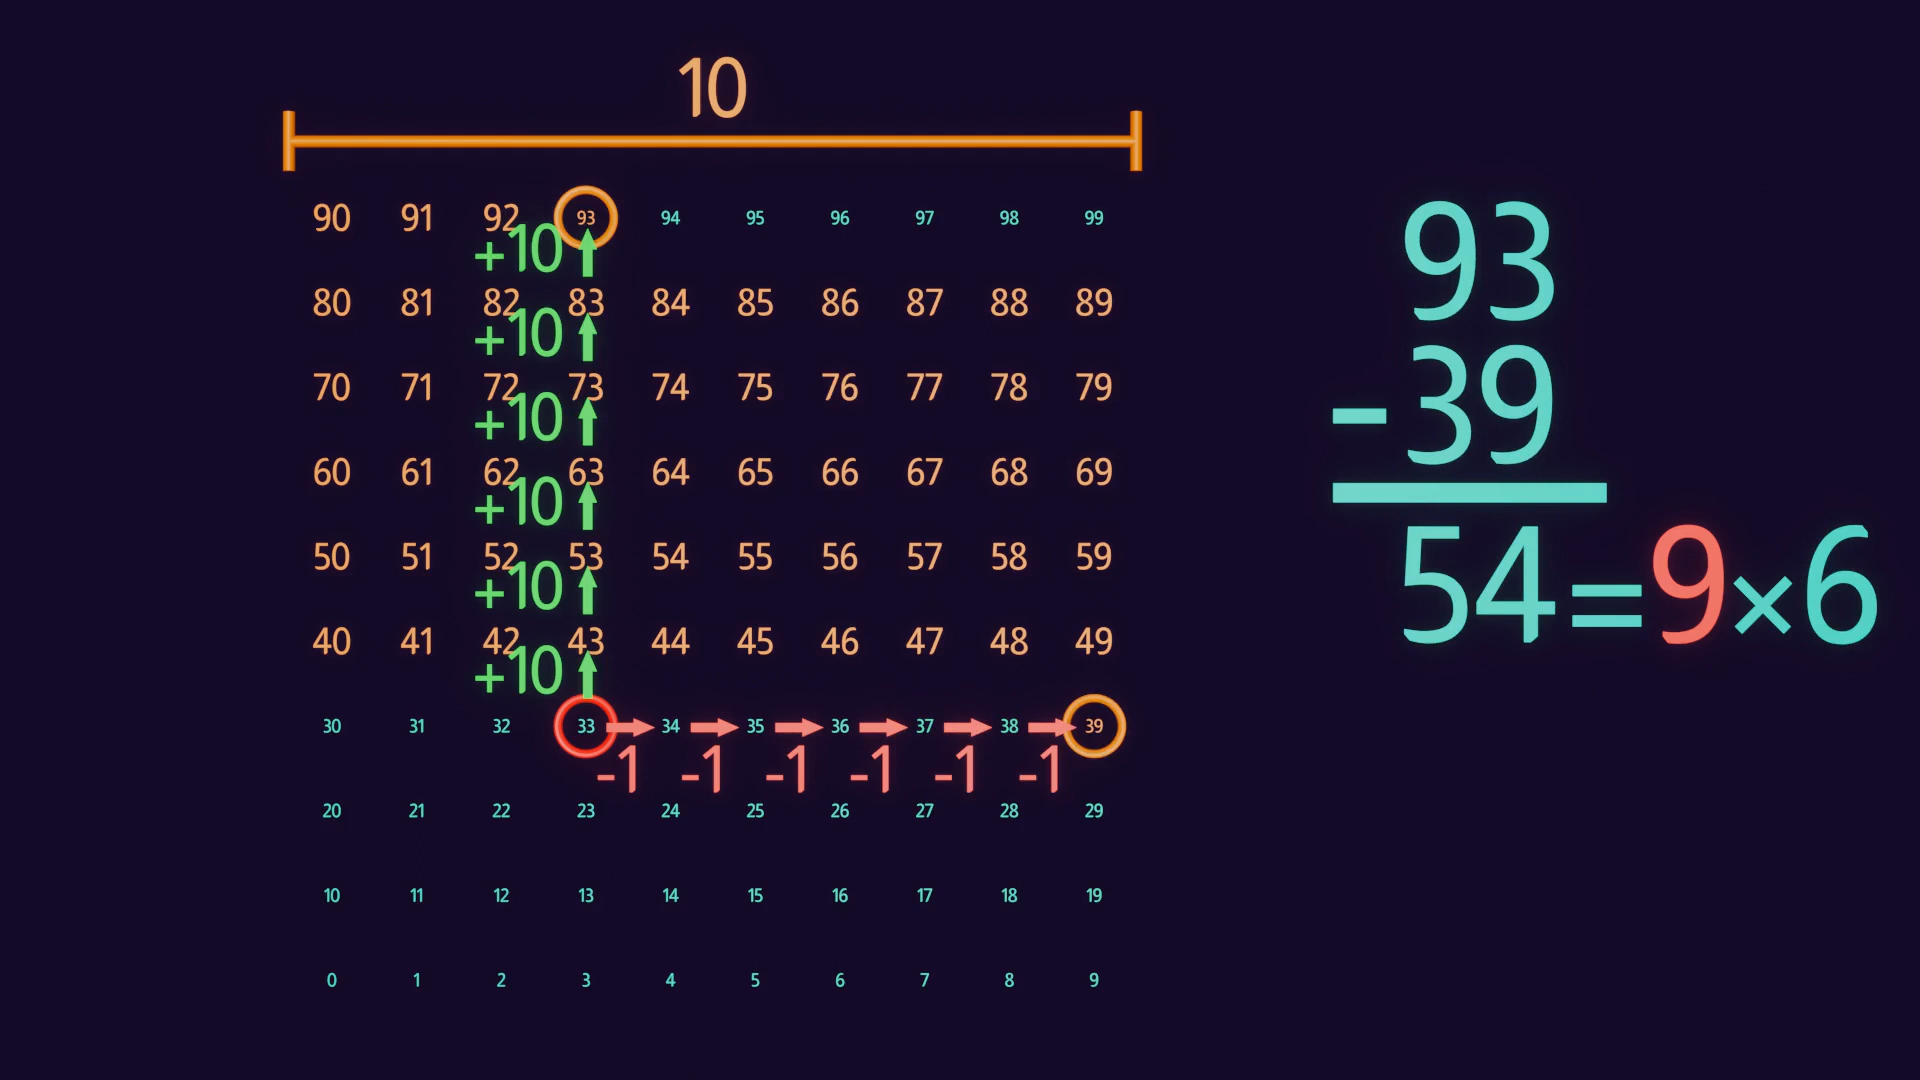 10
90 91 92 93 94 95 96 97 98 99
+10
80 81 82 83 84 85 86 87 88 89
+10
70 71 72 73 74 75 76 77 78 79
+10
60 61 62 63 64 65 66 67 68 69
+10
50 51 52 53 54 55 56 57 58 59
+10
40 41 42 43 44 45 46 47 48 49
+10
30 31 32 33 34 35 36 37 38 39
-1 -1 -1 -1 -1 -1
20 21 22 23 24 25 26 27 28 29
10 11 12 13 14 15 16 17 18 19
0 1 2 3 4 5 6 7 8 9
93
-39
54=9×6